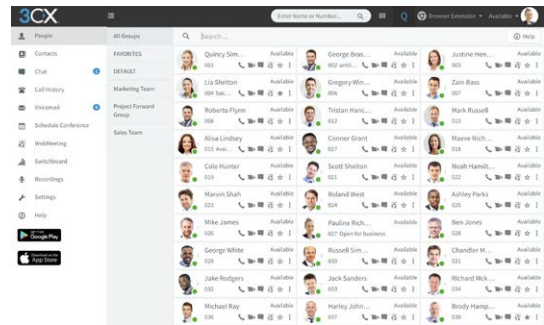 3CX
Enter Name or Number...
Q
Browser Extension
Available
People
Contacts
Chat
Call History
Voicemail
Schedule Conference
WebMeeting
Switchboard
Recordings
Settings
Help
Google Play
App Store
All Groups
FAVORITES
DEFAULT
Marketing Team
Project Forward
Group
Sales Team
Search ...
Help
Quincy Sim... Available
001
George Bras... Available
002 until...
Justine Hen... Available
003
Lia Shelton Available
004 bac...
Gregory Win... Available
006
Zain Bass Available
007
Roberto Flynn Available
008
Tristan Hanc... Available
012
Mark Russell Available
013
Alisa Lindsey Available
015 Ava...
Connor Grant Available
017
Maeve Nich... Available
018
Cole Hunter Available
019
Scott Shelton Available
021
Noah Hamilt... Available
022
Marvin Shah Available
023
Roland West Available
024
Ashley Parks Available
025
Mike James Available
026
Pauline Rich... Available
027 Open for business
Ben Jones Available
028
George White Available
029
Russell Sim... Available
030
Chandler M... Available
Jake Rodgers Available
032
Jack Sanders Available
033
Richard Mck... Available
034
Michael Ray Available
036
Harley John... Available
037
Brody Hamp... Available
038